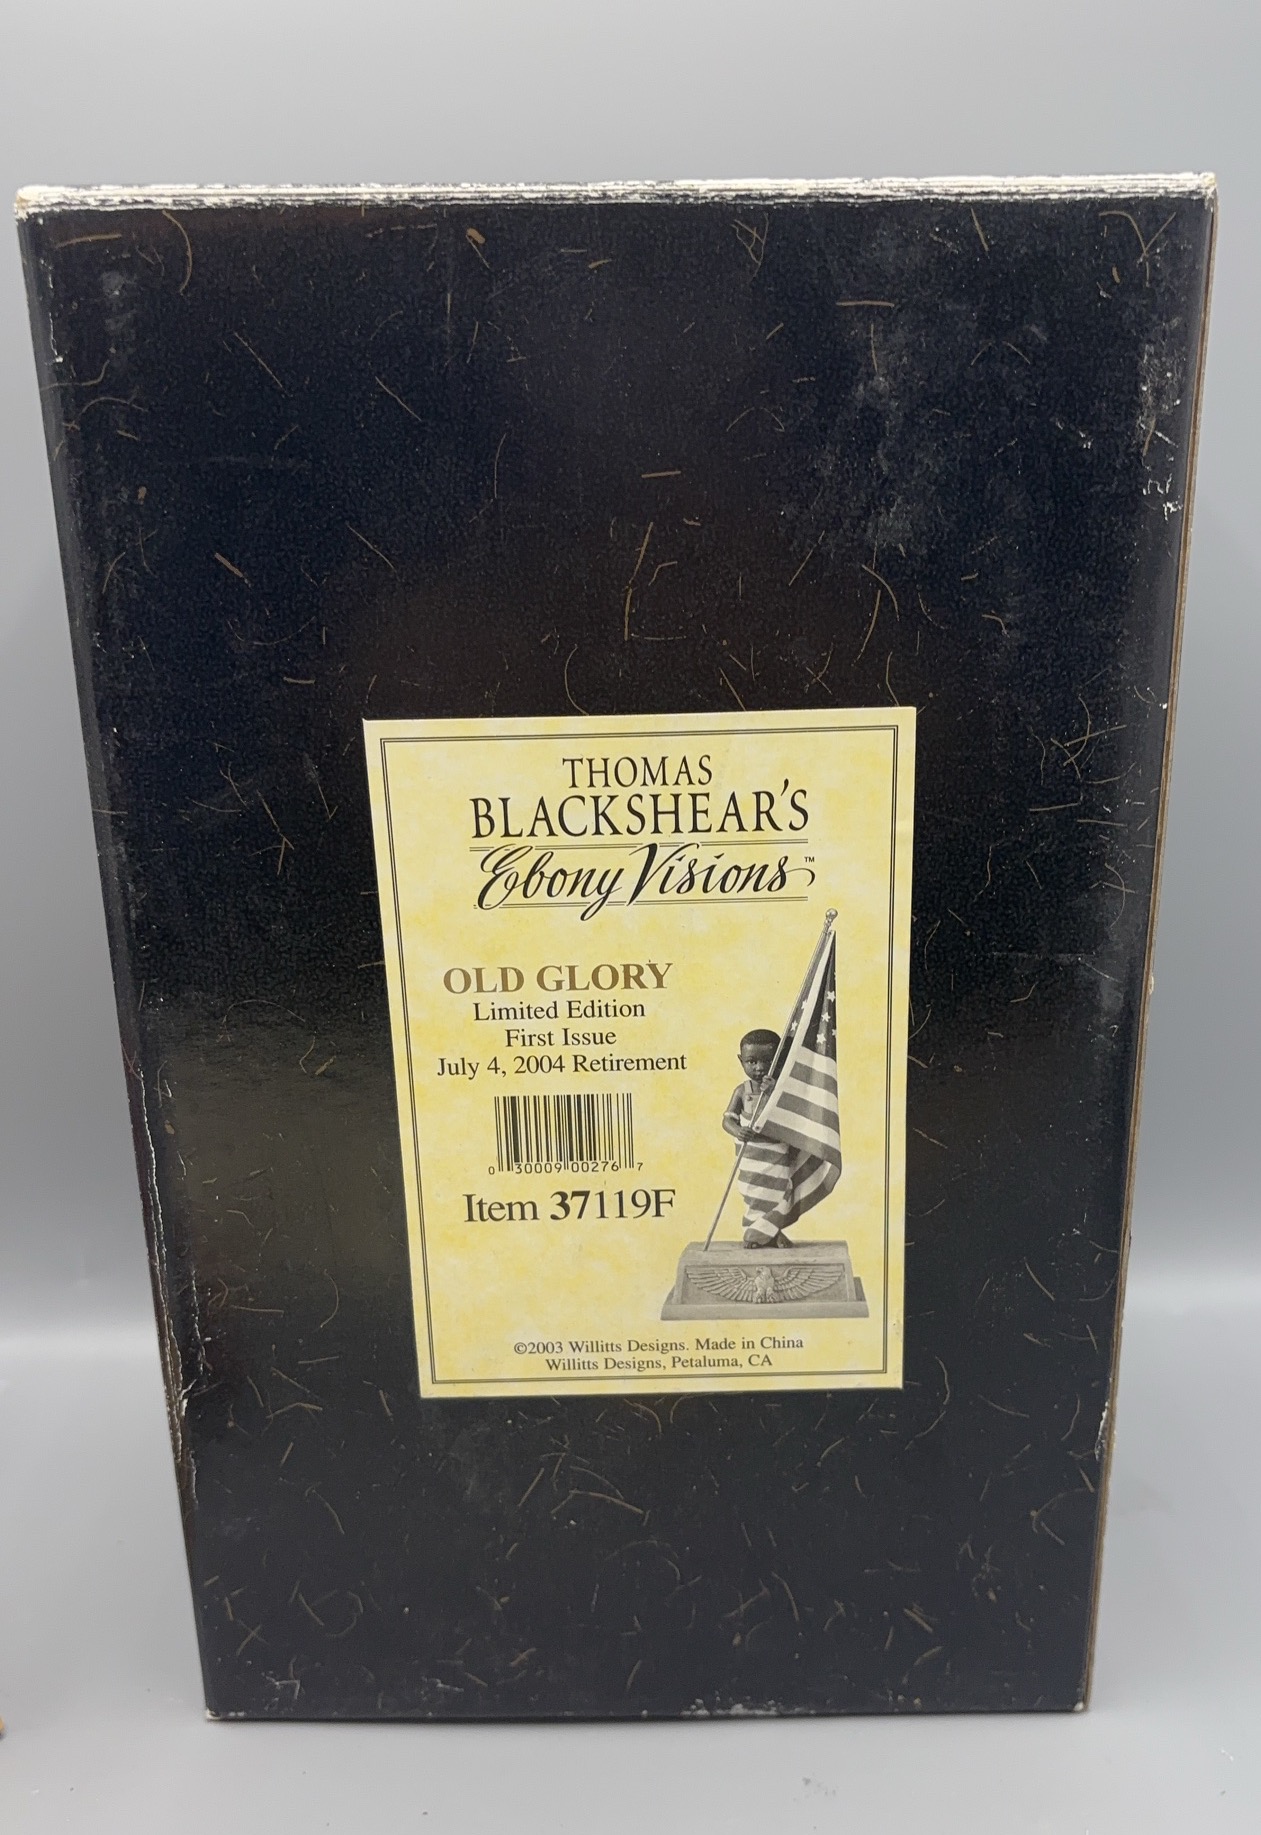 THOMAS
BLACKSHEAR'S
Ebony Visions™
OLD GLORY
Limited Edition
First Issue
July 4, 2004 Retirement
0 30009 00276 7
Item 37119F
©2003 Willitts Designs. Made in China
Willitts Designs, Petaluma, CA